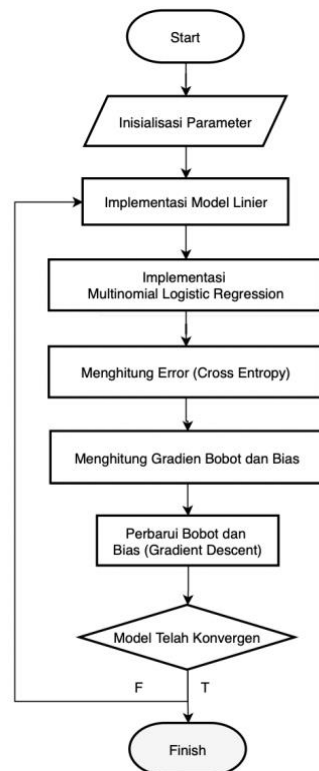 Start
Inisialisasi Parameter
Implementasi Model Linier
Implementasi
Multinomial Logistic Regression
Menghitung Error (Cross Entropy)
Menghitung Gradien Bobot dan Bias
Perbarui Bobot dan
Bias (Gradient Descent)
Model Telah Konvergen
F T
Finish